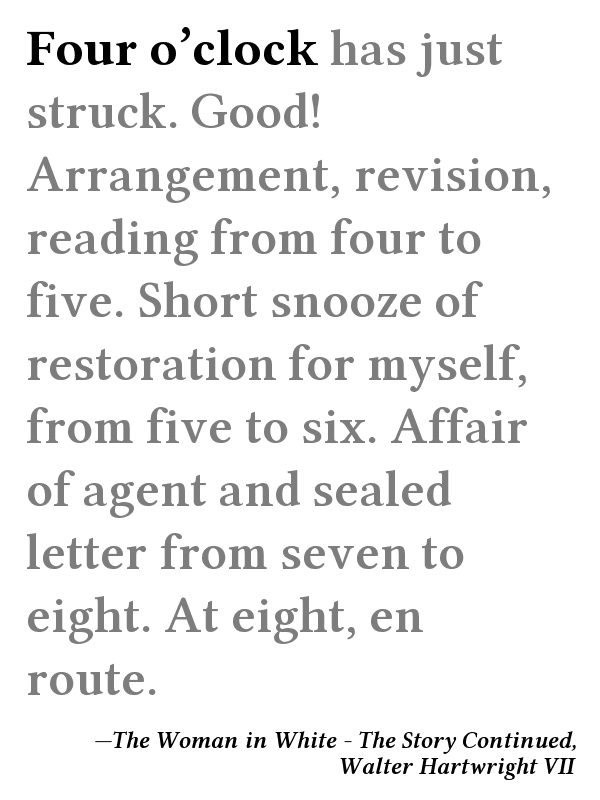 Four o’clock has just
struck. Good!
Arrangement, revision,
reading from four to
five. Short snooze of
restoration for myself,
from five to six. Affair
of agent and sealed
letter from seven to
eight. At eight, en
route.
—The Woman in White - The Story Continued,
Walter Hartwright VII